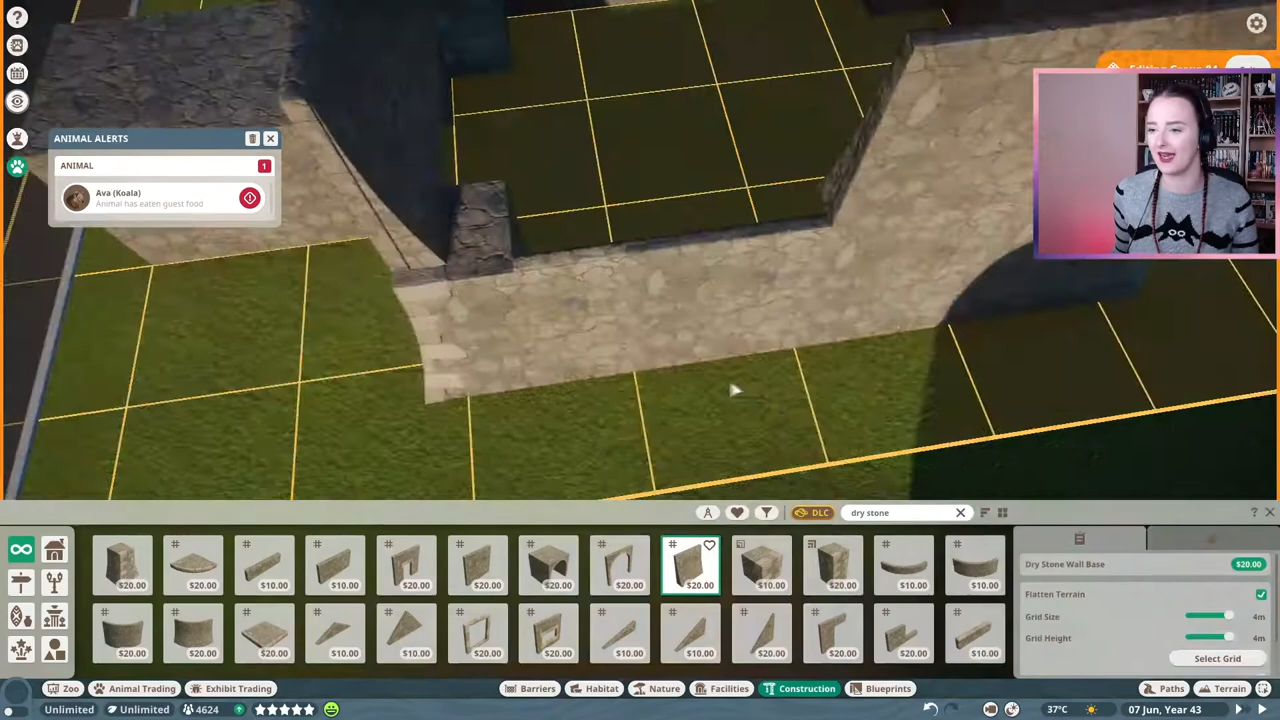 Editing Group 84
ANIMAL ALERTS
ANIMAL
1
Ava (Koala)
Animal has eaten guest food
DLC
dry stone
?
$20.00 $20.00 $10.00 $10.00 $20.00 $20.00 $20.00 $20.00 $20.00 $10.00 $20.00 $10.00 $10.00
$20.00 $20.00 $20.00 $10.00 $10.00 $20.00 $20.00 $10.00 $10.00 $20.00 $20.00 $20.00 $10.00
Dry Stone Wall Base $20.00
Flatten Terrain
Grid Size 4m
Grid Height 4m
Select Grid
Zoo Animal Trading Exhibit Trading Barriers Habitat Nature Facilities Construction Blueprints Paths Terrain
Unlimited Unlimited 4624 37°C 07 Jun, Year 43